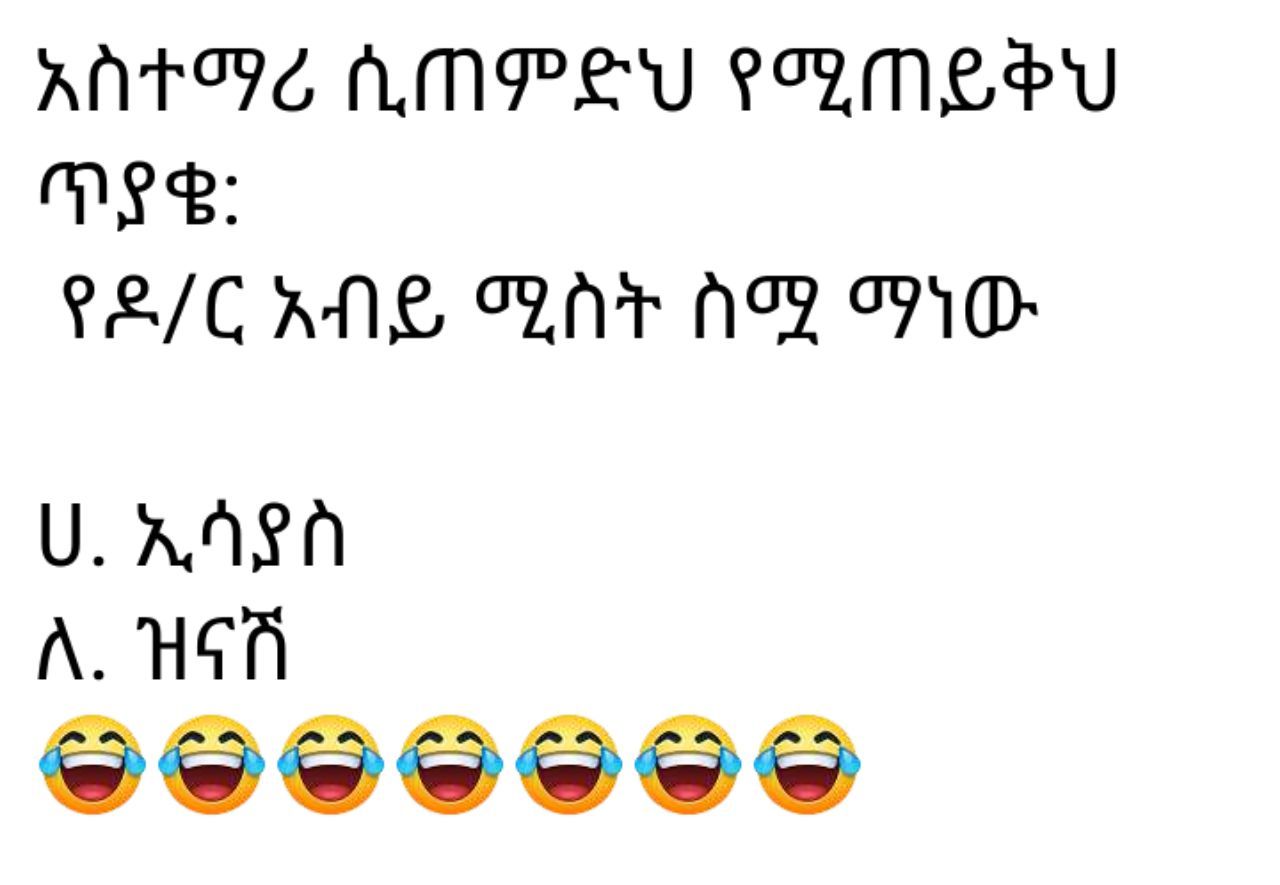 አስተማሪ ሲጠምድህ የሚጠይቅህ
ጥያቄ:
የዶ/ር አብይ ሚስት ስሟ ማነው
ሀ. ኢሳያስ
ለ. ዝናሽ
😂😂😂😂😂😂😂